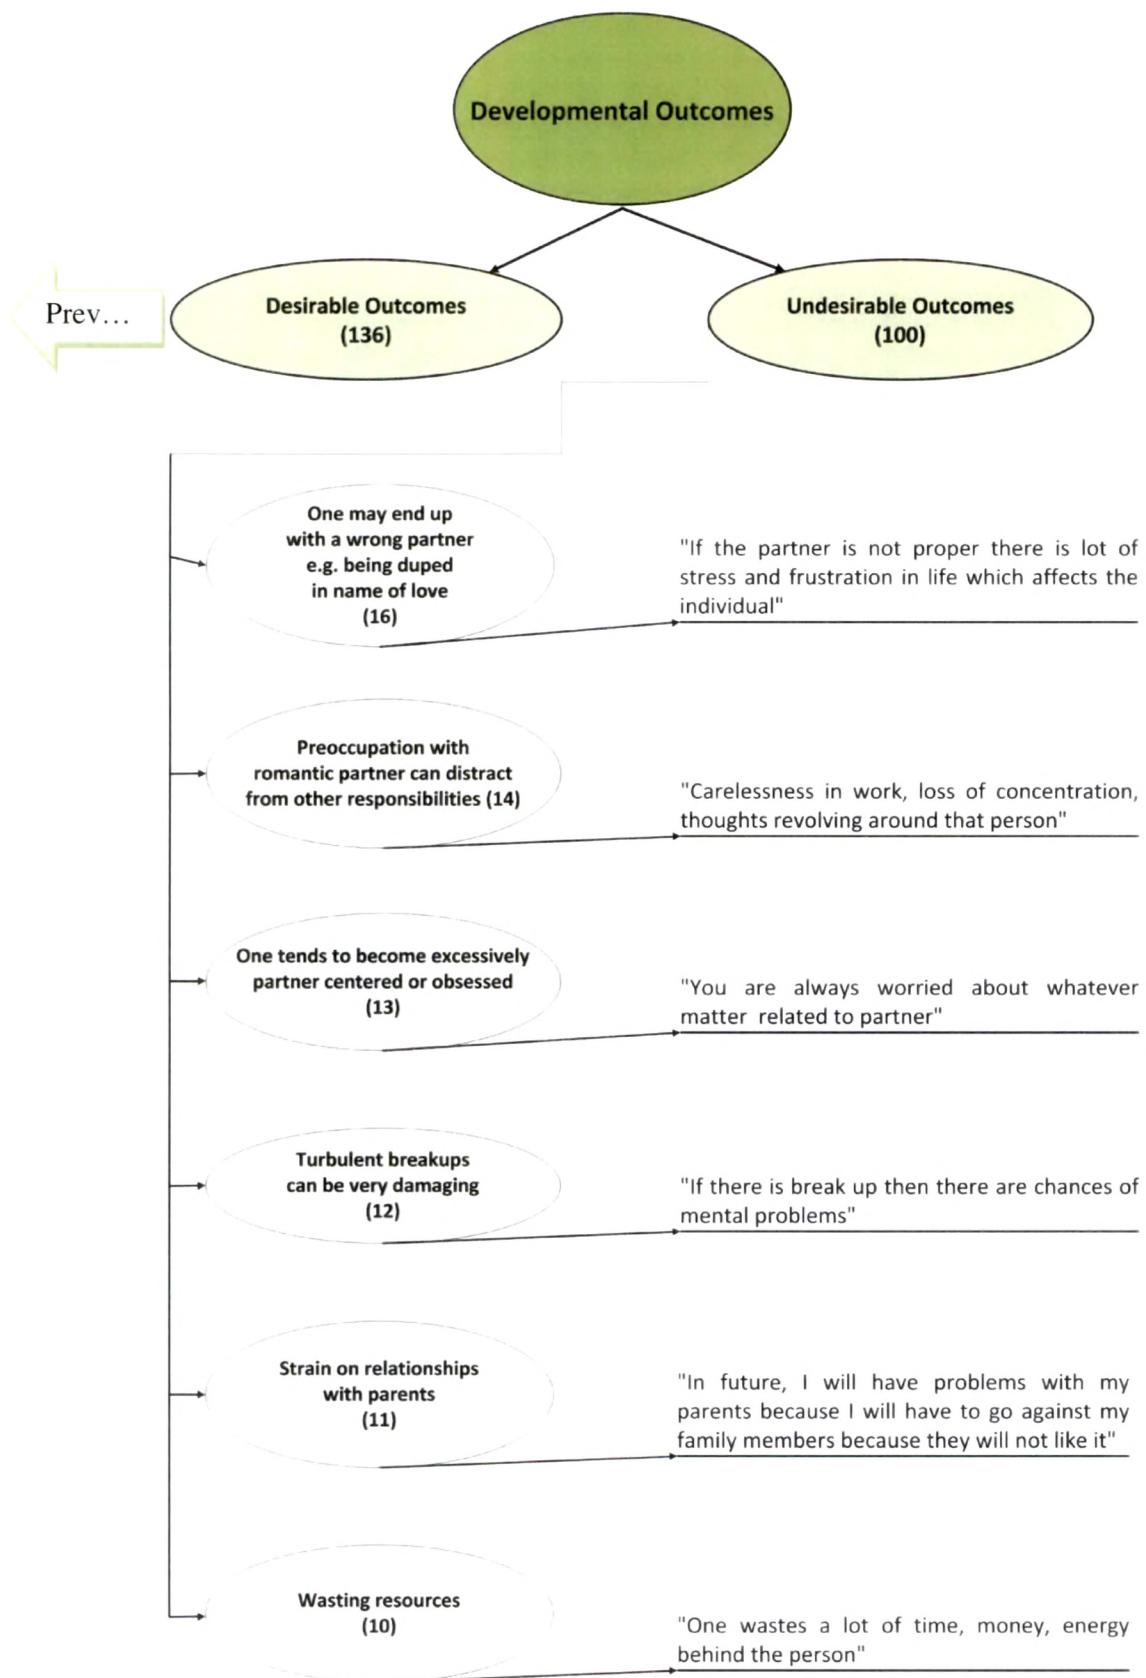 Developmental Outcomes
Prev...
Desirable Outcomes
(136)
Undesirable Outcomes
(100)
One may end up
with a wrong partner
e.g. being duped
in name of love
(16)
"If the partner is not proper there is lot of
stress and frustration in life which affects the
individual"
Preoccupation with
romantic partner can distract
from other responsibilities (14)
"Carelessness in work, loss of concentration,
thoughts revolving around that person"
One tends to become excessively
partner centered or obsessed
(13)
"You are always worried about whatever
matter related to partner"
Turbulent breakups
can be very damaging
(12)
"If there is break up then there are chances of
mental problems"
Strain on relationships
with parents
(11)
"In future, I will have problems with my
parents because I will have to go against my
family members because they will not like it"
Wasting resources
(10)
"One wastes a lot of time, money, energy
behind the person"